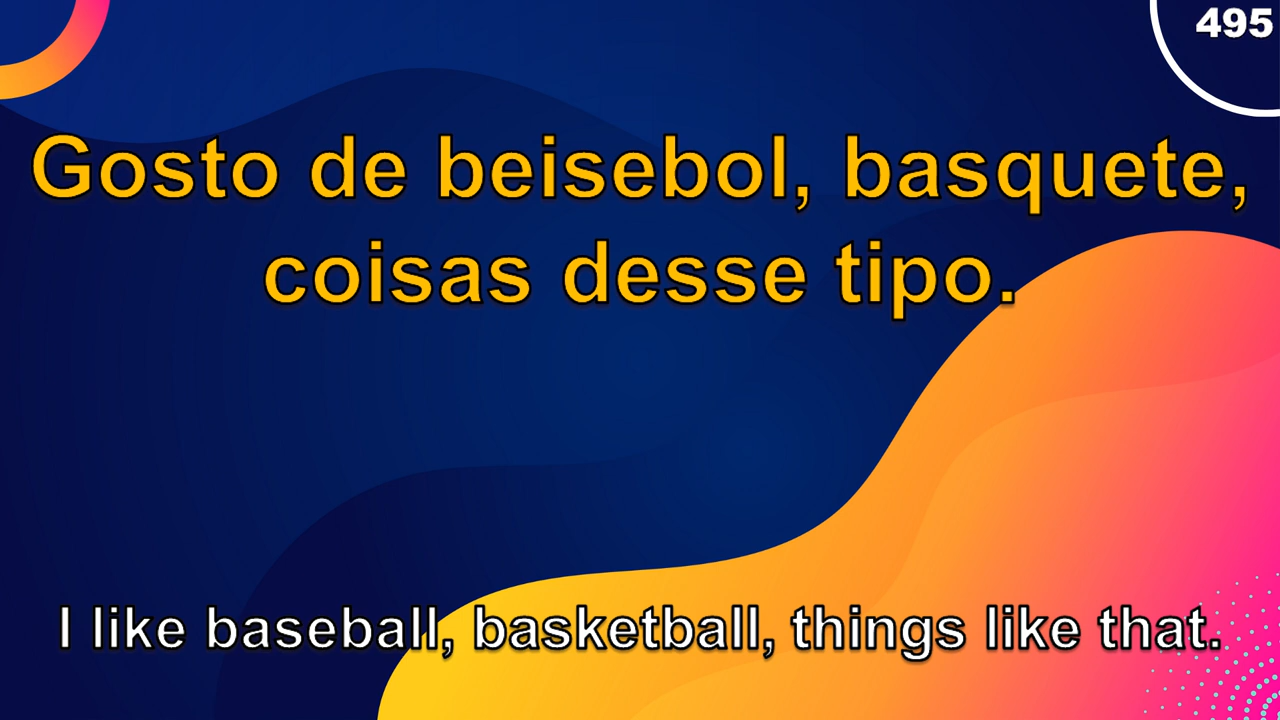 495
Gosto de beisebol, basquete,
coisas desse tipo.
I like baseball, basketball, things like that.